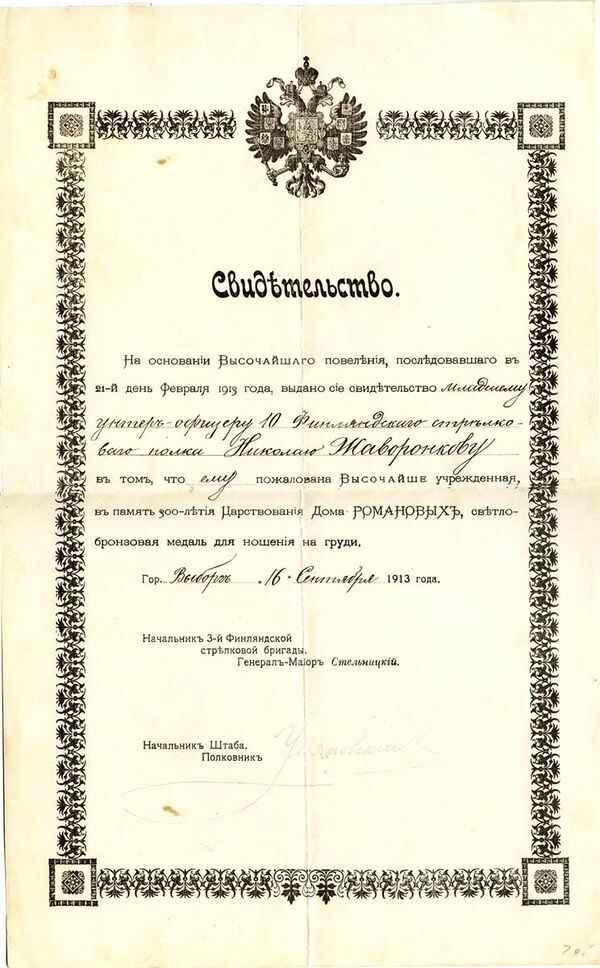 Свидѣтельство.
На основаніи Высочайшаго повелѣнія, послѣдовавшаго въ
21-й день Февраля 1913 года, выдано сіе свидѣтельство младшему
унтеръ-офицеру 10 Финляндскаго стрѣлко-
ваго полка Николаю Жаворонкову
въ томъ, что ему пожалована Высочайше учрежденная,
въ память 300-лѣтія Царствованія Дома РОМАНОВЫХЪ, свѣтло-
бронзовая медаль для ношенія на груди.
Гор. Выборгъ „16“ Сентября 1913 года.
Начальникъ 3-й Финляндской
стрѣлковой бригады,
Генералъ-Маіоръ Стельницкій.
Начальникъ Штаба,
Полковникъ